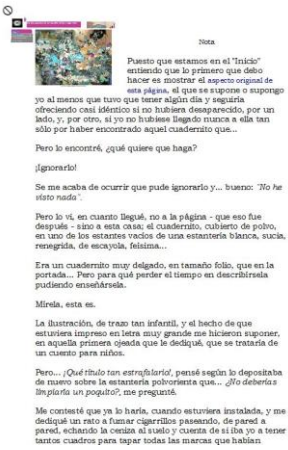 Nota
Puesto que estamos en el "Inicio"
entiendo que lo primero que debo
hacer es mostrar el aspecto original de
esta página, el que se supone o supongo
yo al menos que tuvo que tener algún día y seguiría
ofreciendo casi idéntico si no hubiera desaparecido, por un
lado, y, por otro, si yo no hubiese llegado nunca a ella tan
sólo por haber encontrado aquel cuadernito que...
Pero lo encontré, ¿qué quiere que haga?
¡Ignorarlo!
Se me acaba de ocurrir que pude ignorarlo y... bueno: "No he
visto nada".
Pero lo vi, en cuanto llegué, no a la página - que eso fue
después - sino a esta casa; el cuadernito, cubierto de polvo,
en uno de los estantes vacíos de una estantería blanca, sucia,
renegrida, de escayola, feísima...
Era un cuadernito muy delgado, en tamaño folio, que en la
portada... Pero para qué perder el tiempo en describírsela
pudiendo enseñársela.
Mírela, esta es.
La ilustración, de trazo tan infantil, y el hecho de que
estuviera impreso en letra muy grande me hicieron suponer,
en aquella primera ojeada que le dediqué, que se trataría de
un cuento para niños.
Pero... ¡Qué título tan estrafalario!, pensé según lo depositaba
de nuevo sobre la estantería polvorienta que... ¿No deberías
limpiarla un poquito?, me pregunté.
Me contesté que ya lo haría, cuando estuviera instalada, y me
dediqué un rato a fumar cigarrillos paseando, de pared a
pared, echando la ceniza al suelo y cuenta de si iba yo a tener
tantos cuadros para tapar todas las marcas que habían